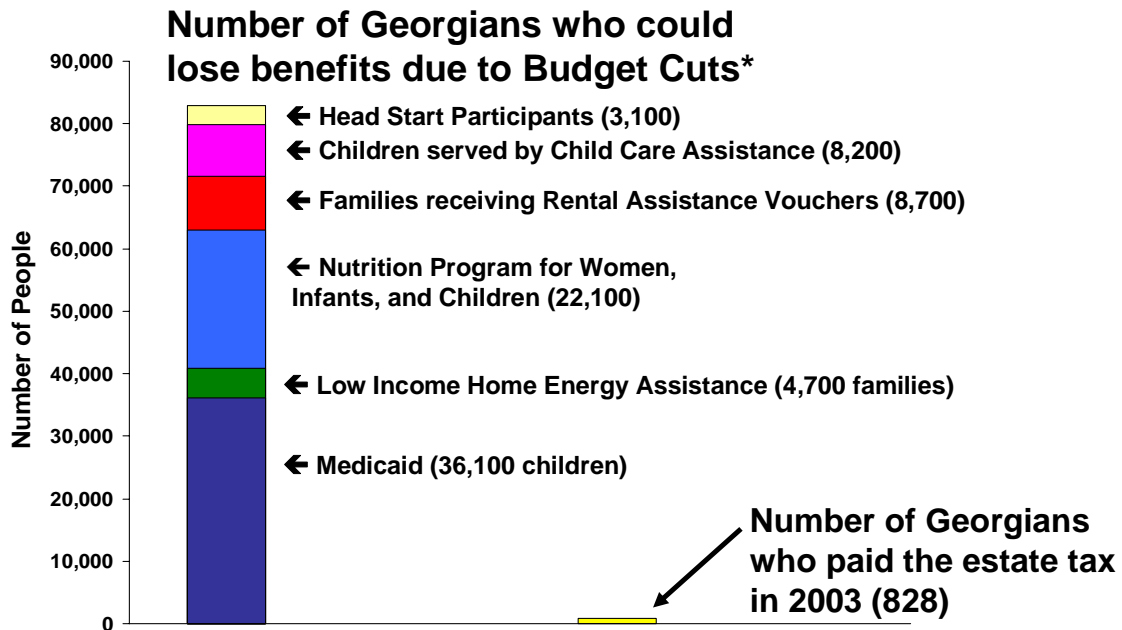 Number of Georgians who could
lose benefits due to Budget Cuts*
90,000
80,000
70,000
60,000
50,000
40,000
30,000
20,000
10,000
0
Number of People
← Head Start Participants (3,100)
← Children served by Child Care Assistance (8,200)
← Families receiving Rental Assistance Vouchers (8,700)
← Nutrition Program for Women,
Infants, and Children (22,100)
← Low Income Home Energy Assistance (4,700 families)
← Medicaid (36,100 children)
Number of Georgians
who paid the estate tax
in 2003 (828)